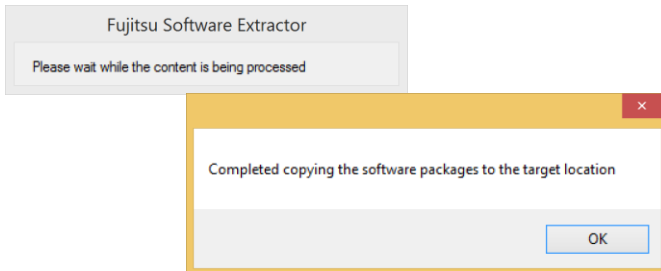 Fujitsu Software Extractor
Please wait while the content is being processed
Completed copying the software packages to the target location
OK